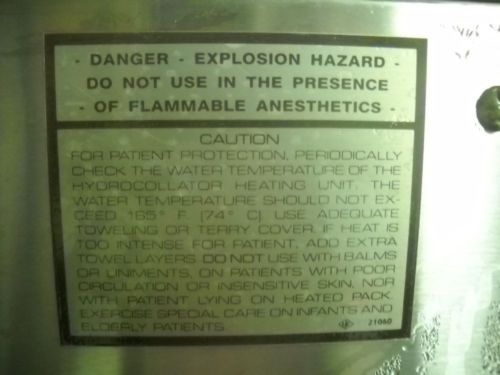 - DANGER - EXPLOSION HAZARD -
DO NOT USE IN THE PRESENCE
- OF FLAMMABLE ANESTHETICS -
CAUTION
FOR PATIENT PROTECTION, PERIODICALLY
CHECK THE WATER TEMPERATURE OF THE
HYDROCOLLATOR HEATING UNIT. THE
WATER TEMPERATURE SHOULD NOT EX-
CEED 165° F. (74° C). USE ADEQUATE
TOWELING OR TERRY COVER. IF HEAT IS
TOO INTENSE FOR PATIENT, ADD EXTRA
TOWEL LAYERS. DO NOT USE WITH BALMS
OR LINIMENTS, ON PATIENTS WITH POOR
CIRCULATION OR INSENSITIVE SKIN, NOR
WITH PATIENT LYING ON HEATED PACK.
EXERCISE SPECIAL CARE ON INFANTS AND
ELDERLY PATIENTS.
21060